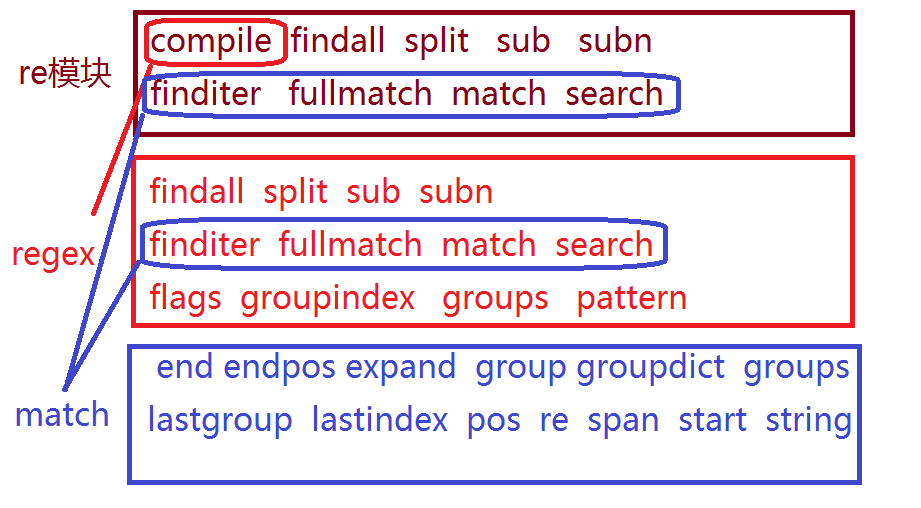 compile findall split sub subn
re模块
finditer fullmatch match search
findall split sub subn
regex
finditer fullmatch match search
flags groupindex groups pattern
end endpos expand group groupdict groups
match
lastgroup lastindex pos re span start string